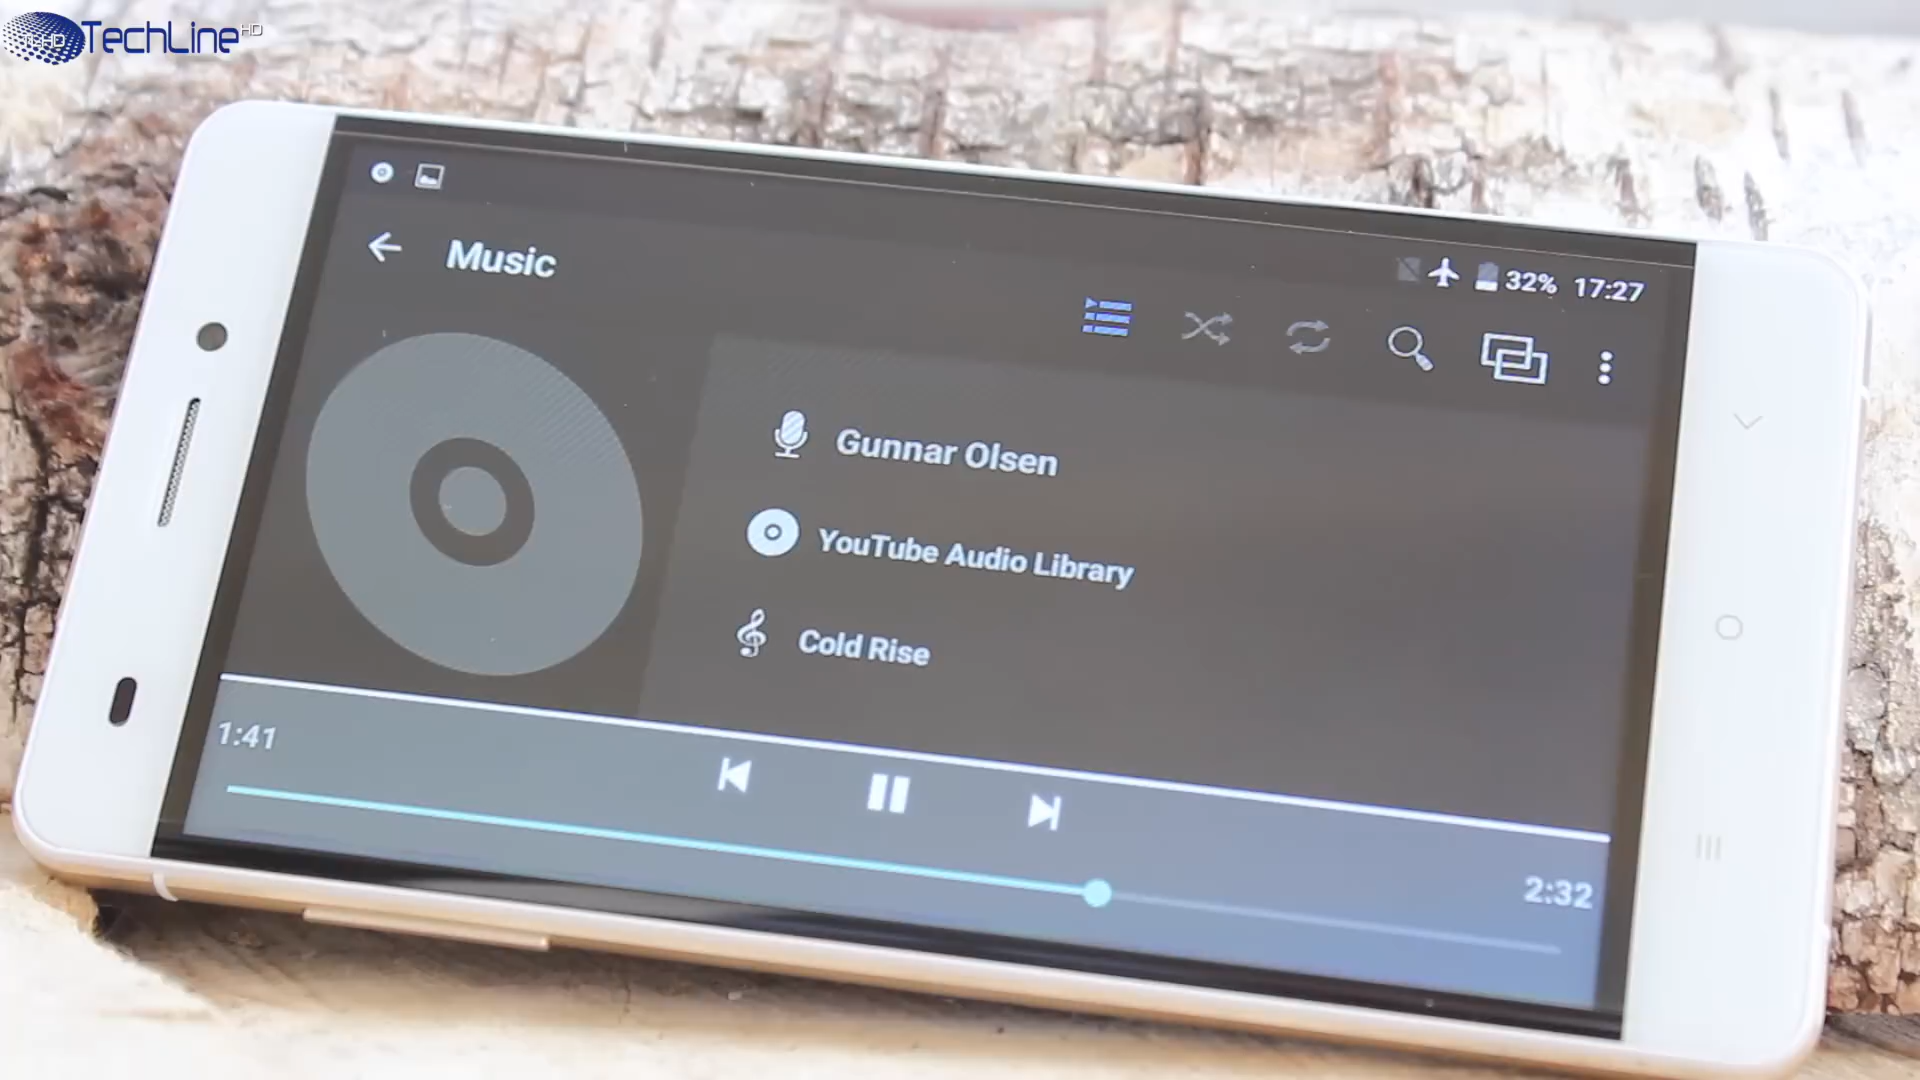 TechLine HD
32% 17:27
Music
Gunnar Olsen
YouTube Audio Library
Cold Rise
1:41
2:32